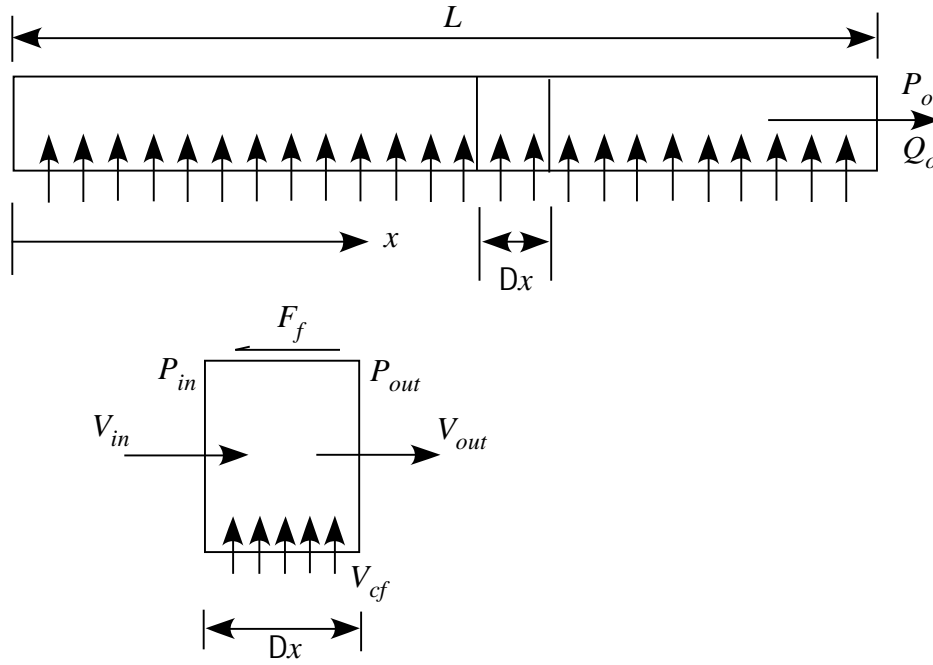 L
P_o
Q_o
x
Dx
F_f
P_in
P_out
V_in
V_out
V_cf
Dx